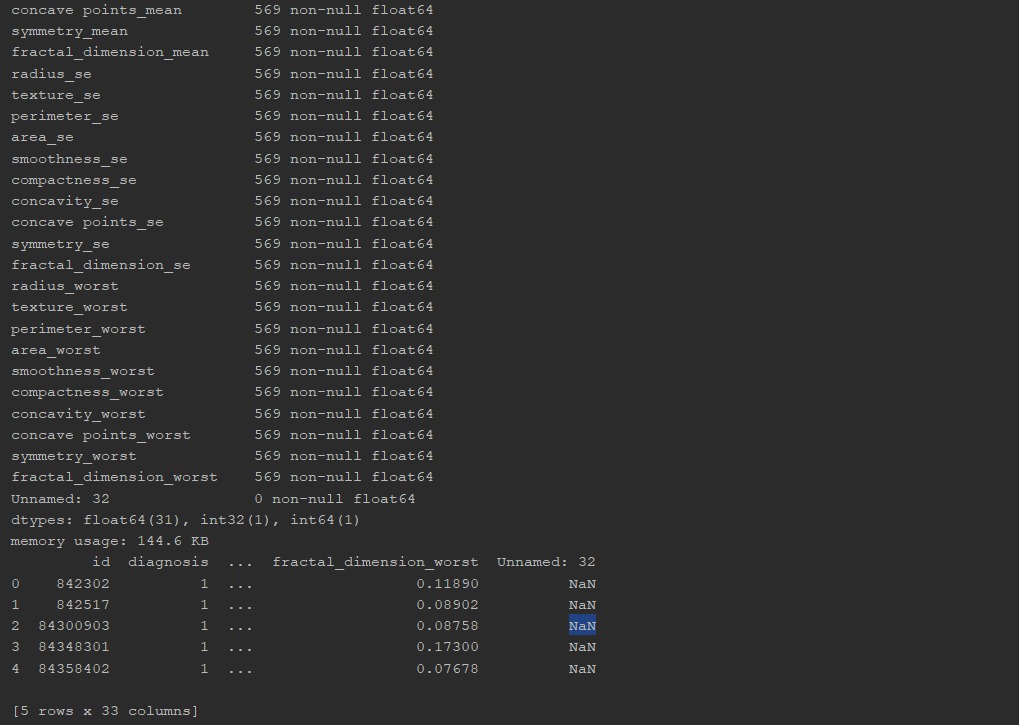 concave points_mean 569 non-null float64
symmetry_mean 569 non-null float64
fractal_dimension_mean 569 non-null float64
radius_se 569 non-null float64
texture_se 569 non-null float64
perimeter_se 569 non-null float64
area_se 569 non-null float64
smoothness_se 569 non-null float64
compactness_se 569 non-null float64
concavity_se 569 non-null float64
concave points_se 569 non-null float64
symmetry_se 569 non-null float64
fractal_dimension_se 569 non-null float64
radius_worst 569 non-null float64
texture_worst 569 non-null float64
perimeter_worst 569 non-null float64
area_worst 569 non-null float64
smoothness_worst 569 non-null float64
compactness_worst 569 non-null float64
concavity_worst 569 non-null float64
concave points_worst 569 non-null float64
symmetry_worst 569 non-null float64
fractal_dimension_worst 569 non-null float64
Unnamed: 32 0 non-null float64
dtypes: float64(31), int32(1), int64(1)
memory usage: 144.6 KB
id diagnosis ... fractal_dimension_worst Unnamed: 32
0 842302 1 ... 0.11890 NaN
1 842517 1 ... 0.08902 NaN
2 84300903 1 ... 0.08758 NaN
3 84348301 1 ... 0.17300 NaN
4 84358402 1 ... 0.07678 NaN
[5 rows x 33 columns]